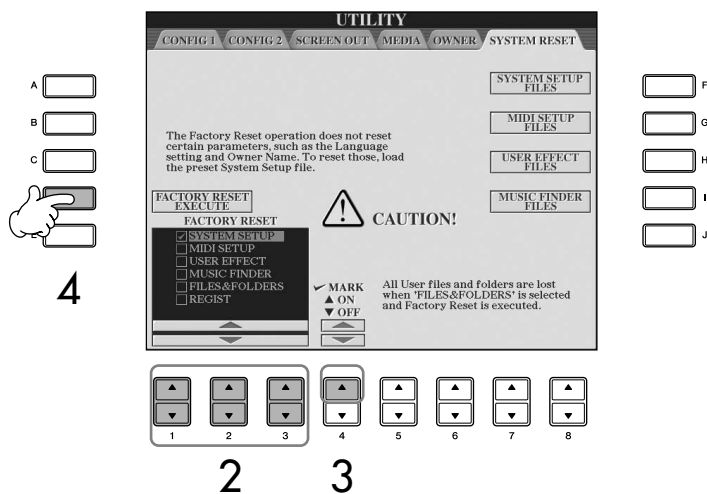 UTILITY
CONFIG 1 CONFIG 2 SCREEN OUT MEDIA OWNER SYSTEM RESET
SYSTEM SETUP
FILES
MIDI SETUP
FILES
USER EFFECT
FILES
MUSIC FINDER
FILES
The Factory Reset operation does not reset
certain parameters, such as the Language
setting and Owner Name. To reset those, load
the preset System Setup file.
FACTORY RESET
EXECUTE
CAUTION!
FACTORY RESET
SYSTEM SETUP
MIDI SETUP
USER EFFECT
MUSIC FINDER
FILES&FOLDERS
REGIST
✓ MARK
▲ ON
▼ OFF
All User files and folders are lost
when 'FILES&FOLDERS' is selected
and Factory Reset is executed.
A
B
C
E
F
G
H
I
J
4
1 2 3 4 5 6 7 8
2 3